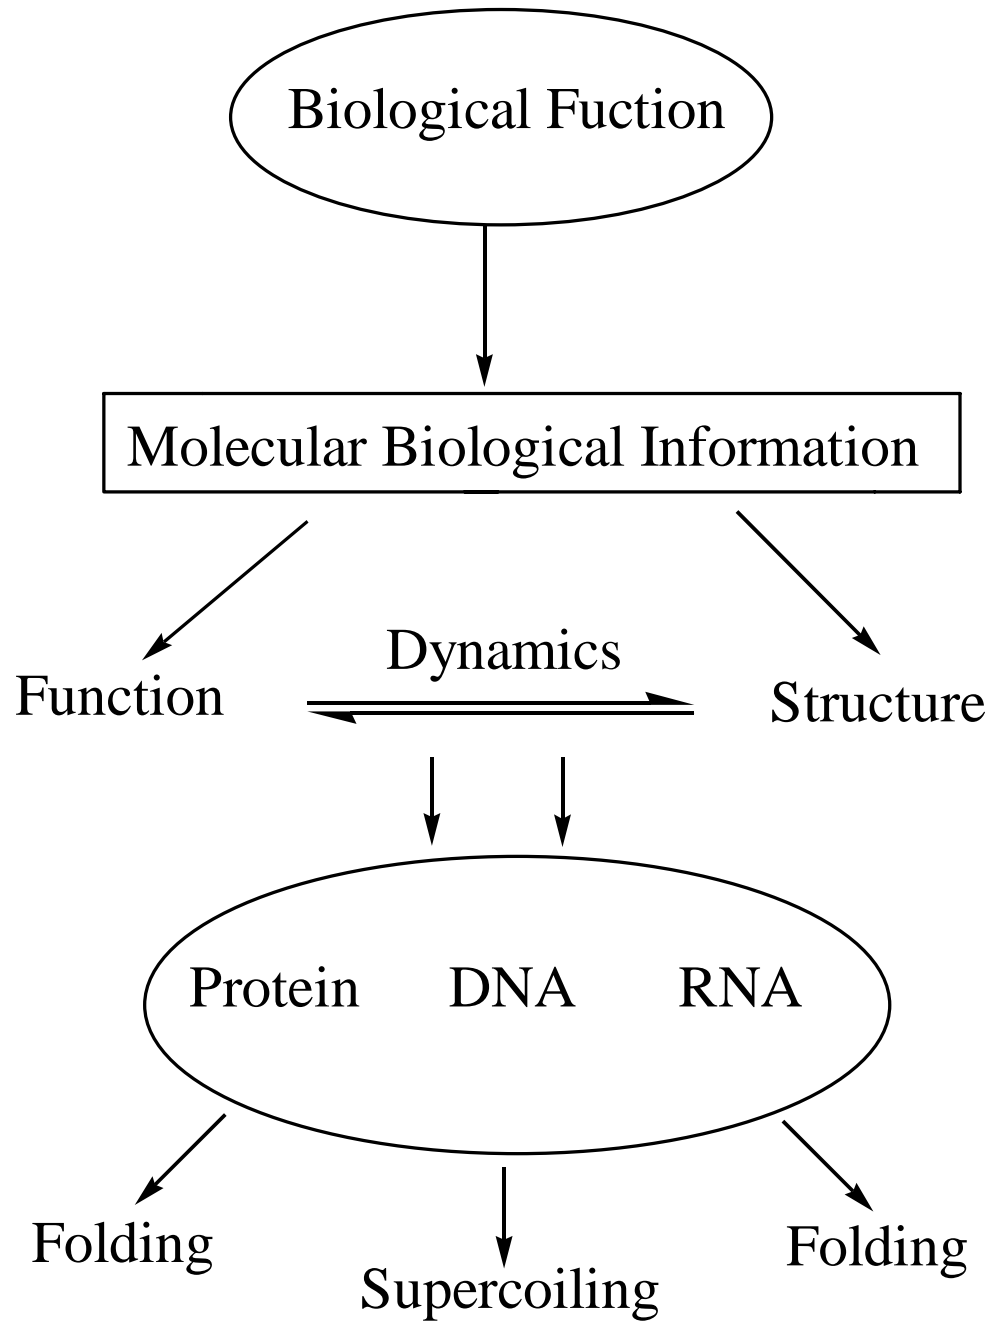 Biological Fuction
Molecular Biological Information
Dynamics
Function
Structure
Protein DNA RNA
Folding
Supercoiling
Folding